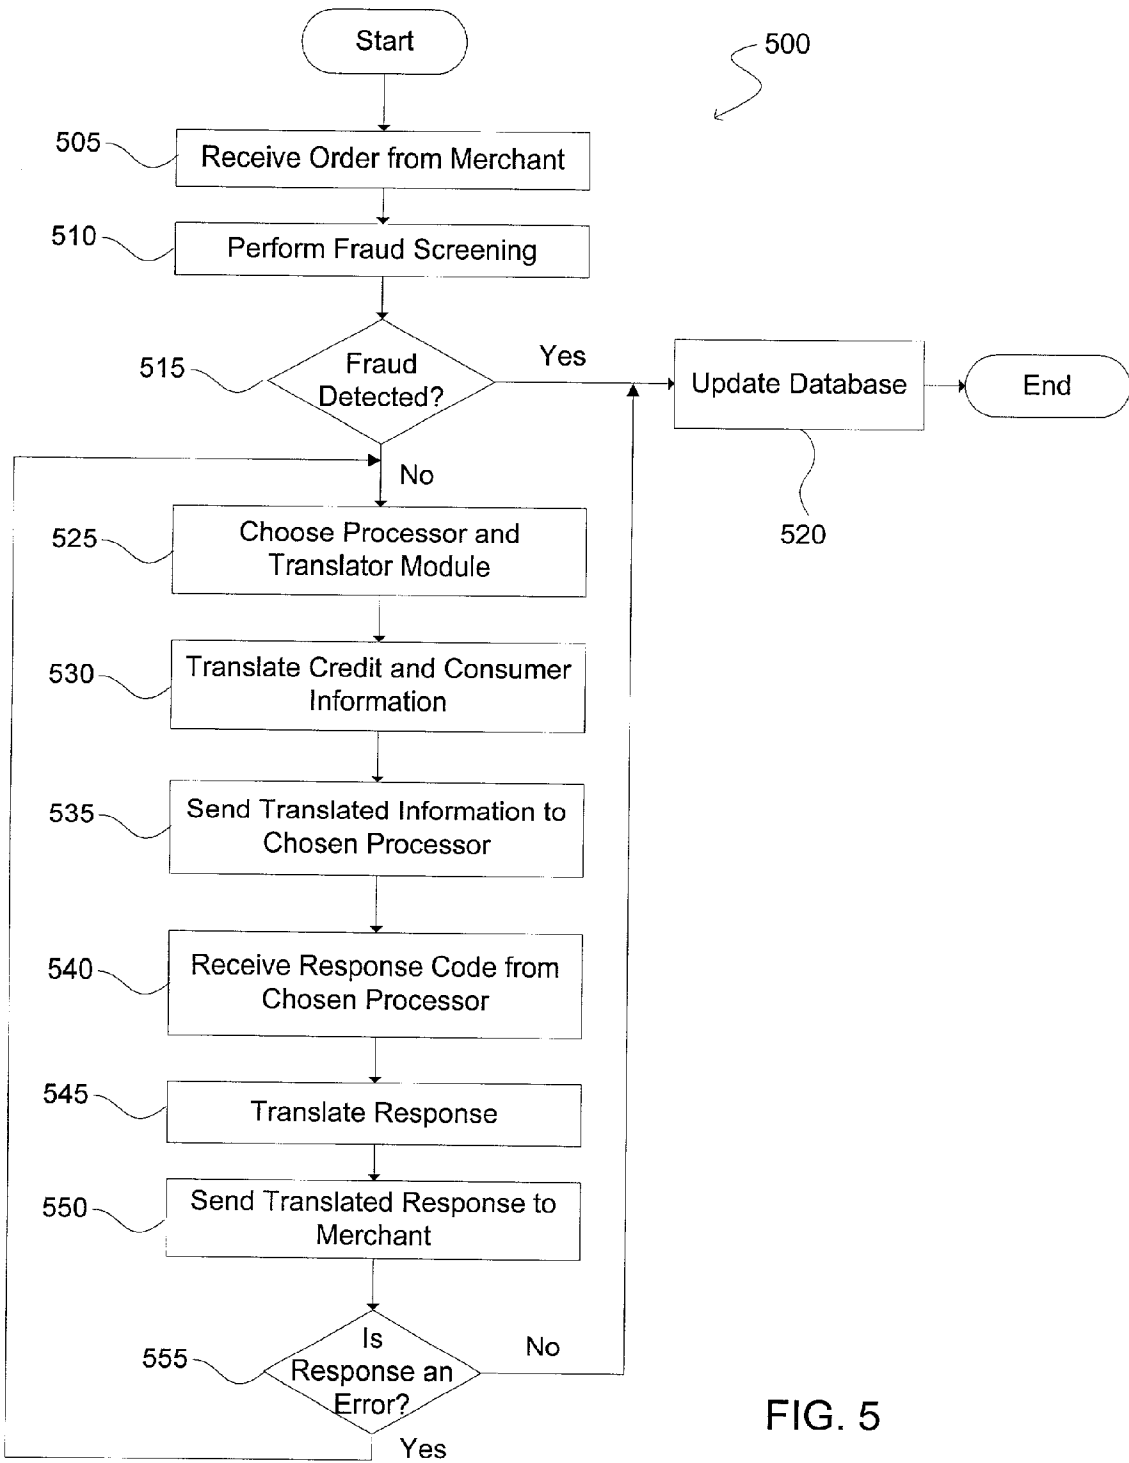 Start
500
505
Receive Order from Merchant
510
Perform Fraud Screening
515
Fraud
Detected?
Yes
Update Database
End
520
No
525
Choose Processor and
Translator Module
530
Translate Credit and Consumer
Information
535
Send Translated Information to
Chosen Processor
540
Receive Response Code from
Chosen Processor
545
Translate Response
550
Send Translated Response to
Merchant
555
Is
Response an
Error?
No
Yes
FIG. 5